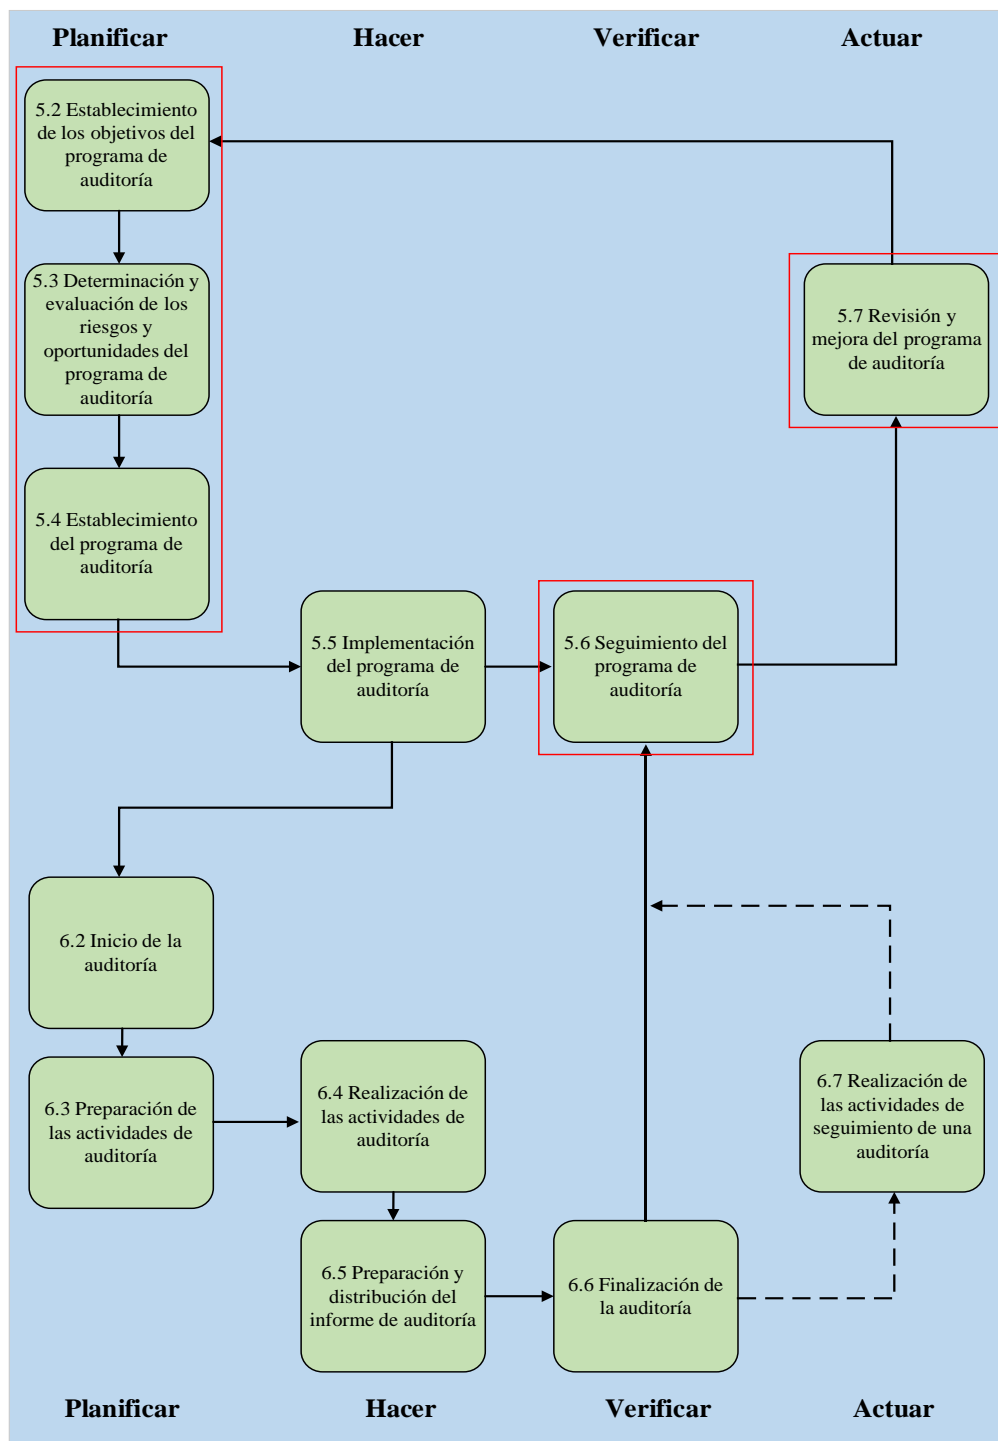 Planificar
Hacer
Verificar
Actuar
5.2 Establecimiento
de los objetivos del
programa de
auditoría
5.3 Determinación y
evaluación de los
riesgos y
oportunidades del
programa de
auditoría
5.4 Establecimiento
del programa de
auditoría
5.5 Implementación
del programa de
auditoría
5.6 Seguimiento del
programa de
auditoría
5.7 Revisión y
mejora del programa
de auditoría
6.2 Inicio de la
auditoría
6.3 Preparación de
las actividades de
auditoría
6.4 Realización de
las actividades de
auditoría
6.5 Preparación y
distribución del
informe de auditoría
6.6 Finalización de
la auditoría
6.7 Realización de
las actividades de
seguimiento de una
auditoría
Planificar
Hacer
Verificar
Actuar